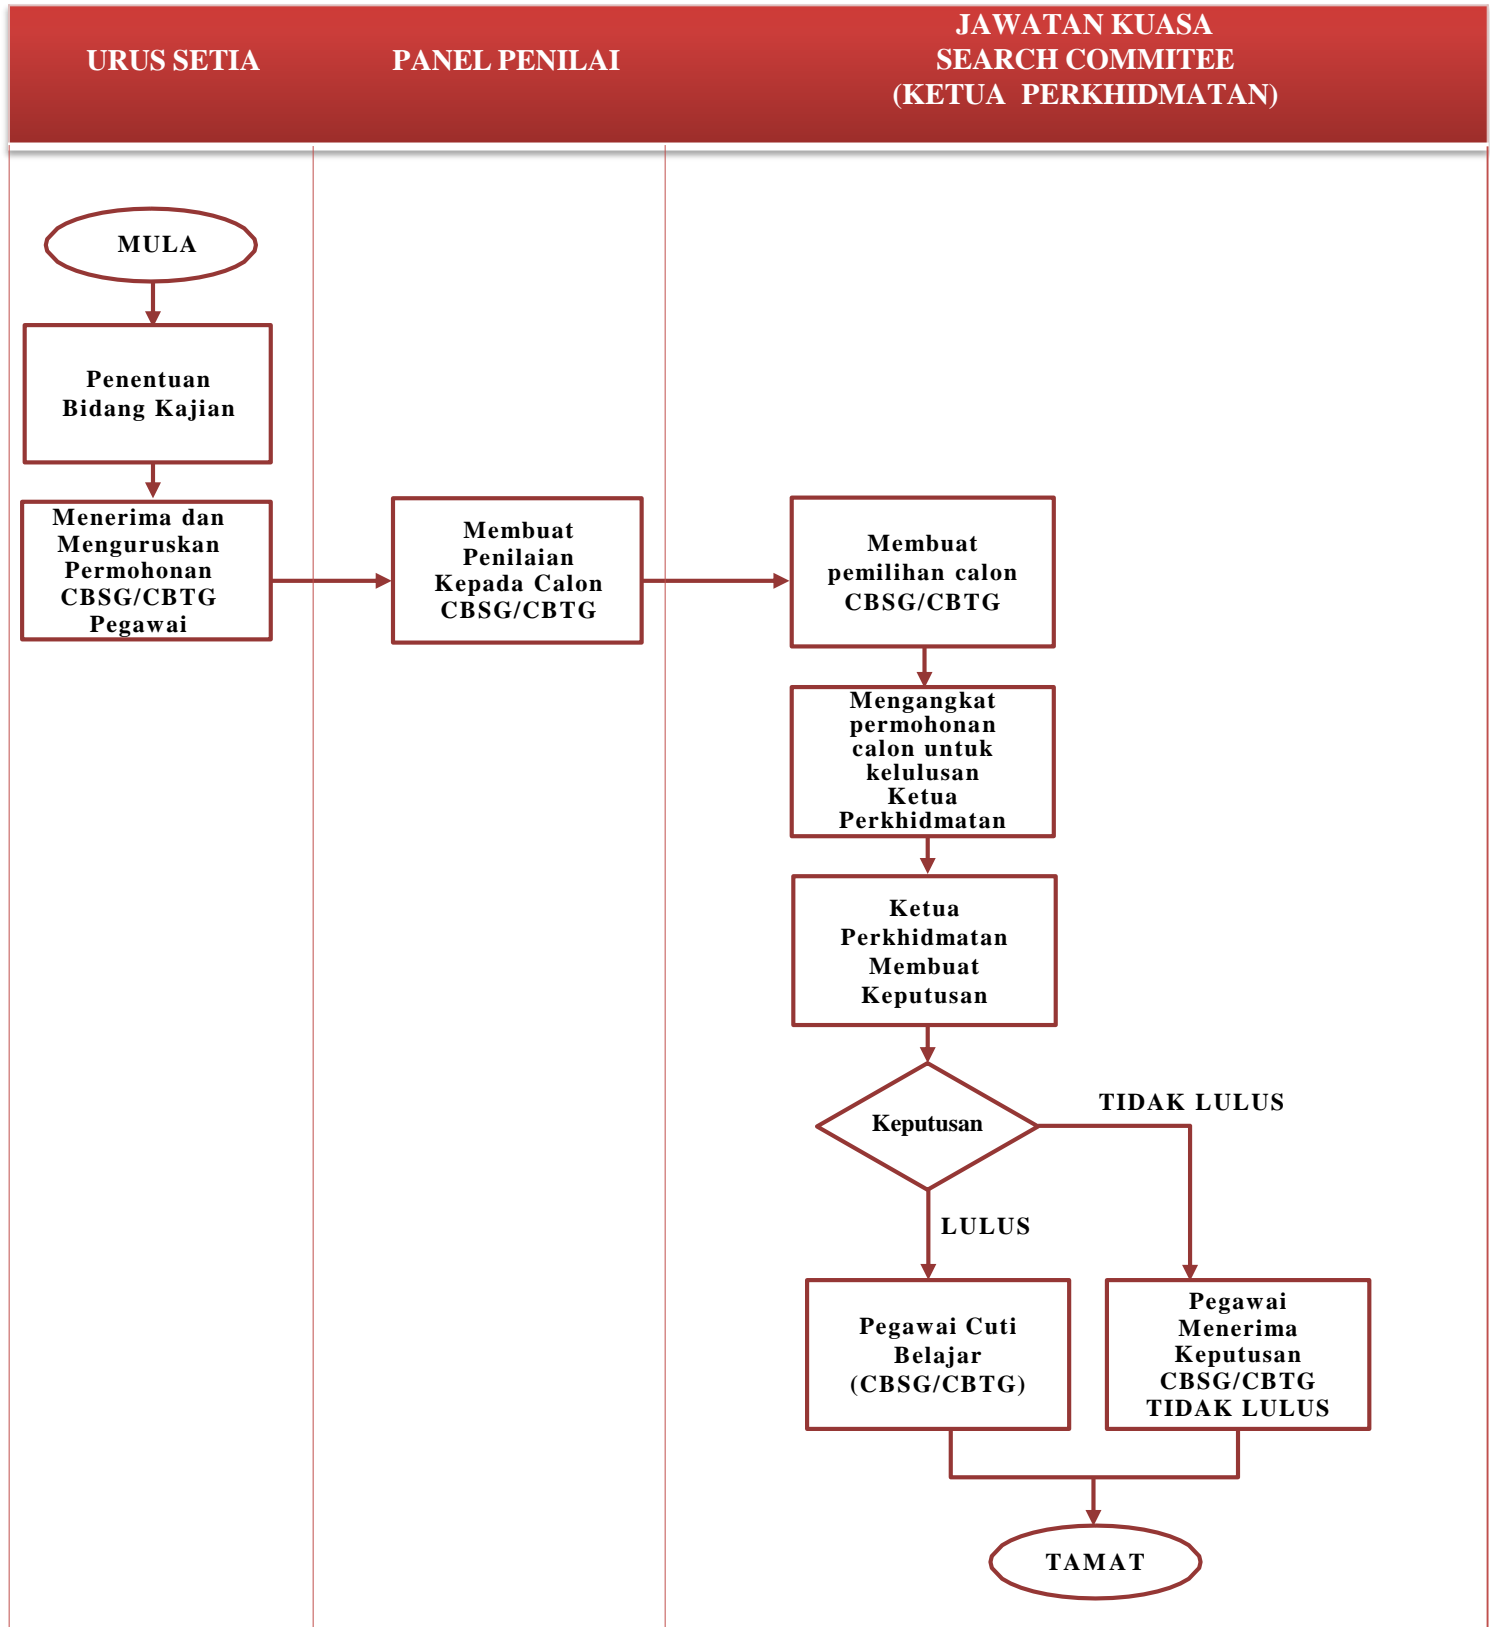 URUS SETIA
PANEL PENILAI
JAWATAN KUASA
SEARCH COMMITEE
(KETUA PERKHIDMATAN)
MULA
Penentuan
Bidang Kajian
Menerima dan
Menguruskan
Permohonan
CBSG/CBTG
Pegawai
Membuat
Penilaian
Kepada Calon
CBSG/CBTG
Membuat
pemilihan calon
CBSG/CBTG
Mengangkat
permohonan
calon untuk
kelulusan
Ketua
Perkhidmatan
Ketua
Perkhidmatan
Membuat
Keputusan
Keputusan
TIDAK LULUS
LULUS
Pegawai Cuti
Belajar
(CBSG/CBTG)
Pegawai
Menerima
Keputusan
CBSG/CBTG
TIDAK LULUS
TAMAT